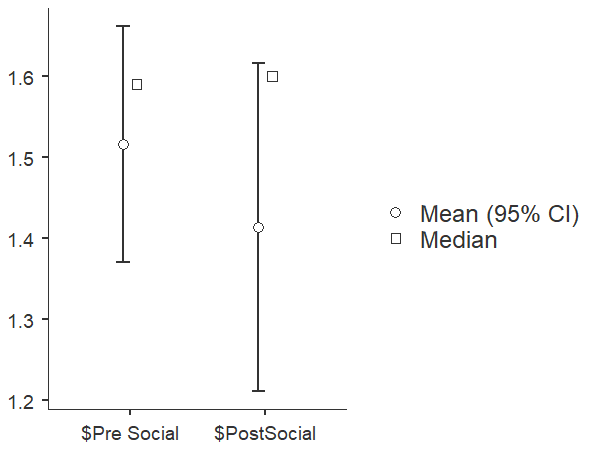 1.6
1.5
1.4
1.3
1.2
$Pre Social
$PostSocial
Mean (95% CI)
Median